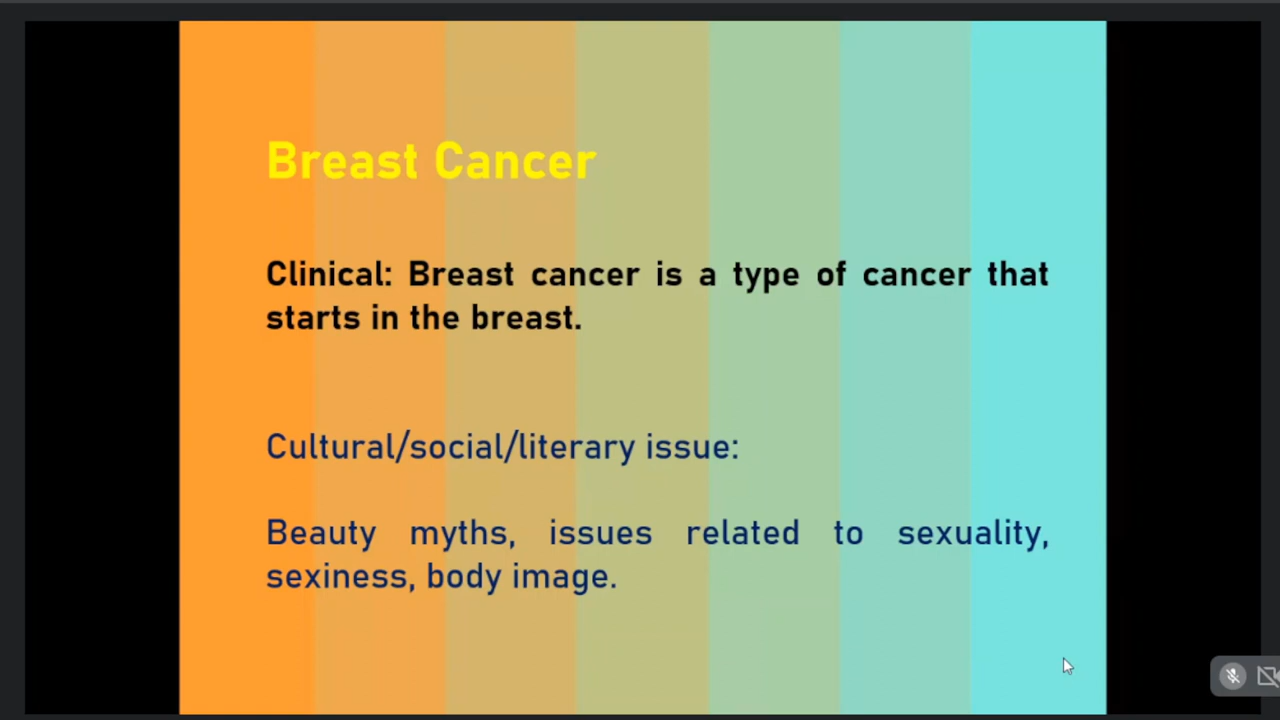 Breast Cancer
Clinical: Breast cancer is a type of cancer that
starts in the breast.
Cultural/social/literary issue:
Beauty myths, issues related to sexuality,
sexiness, body image.